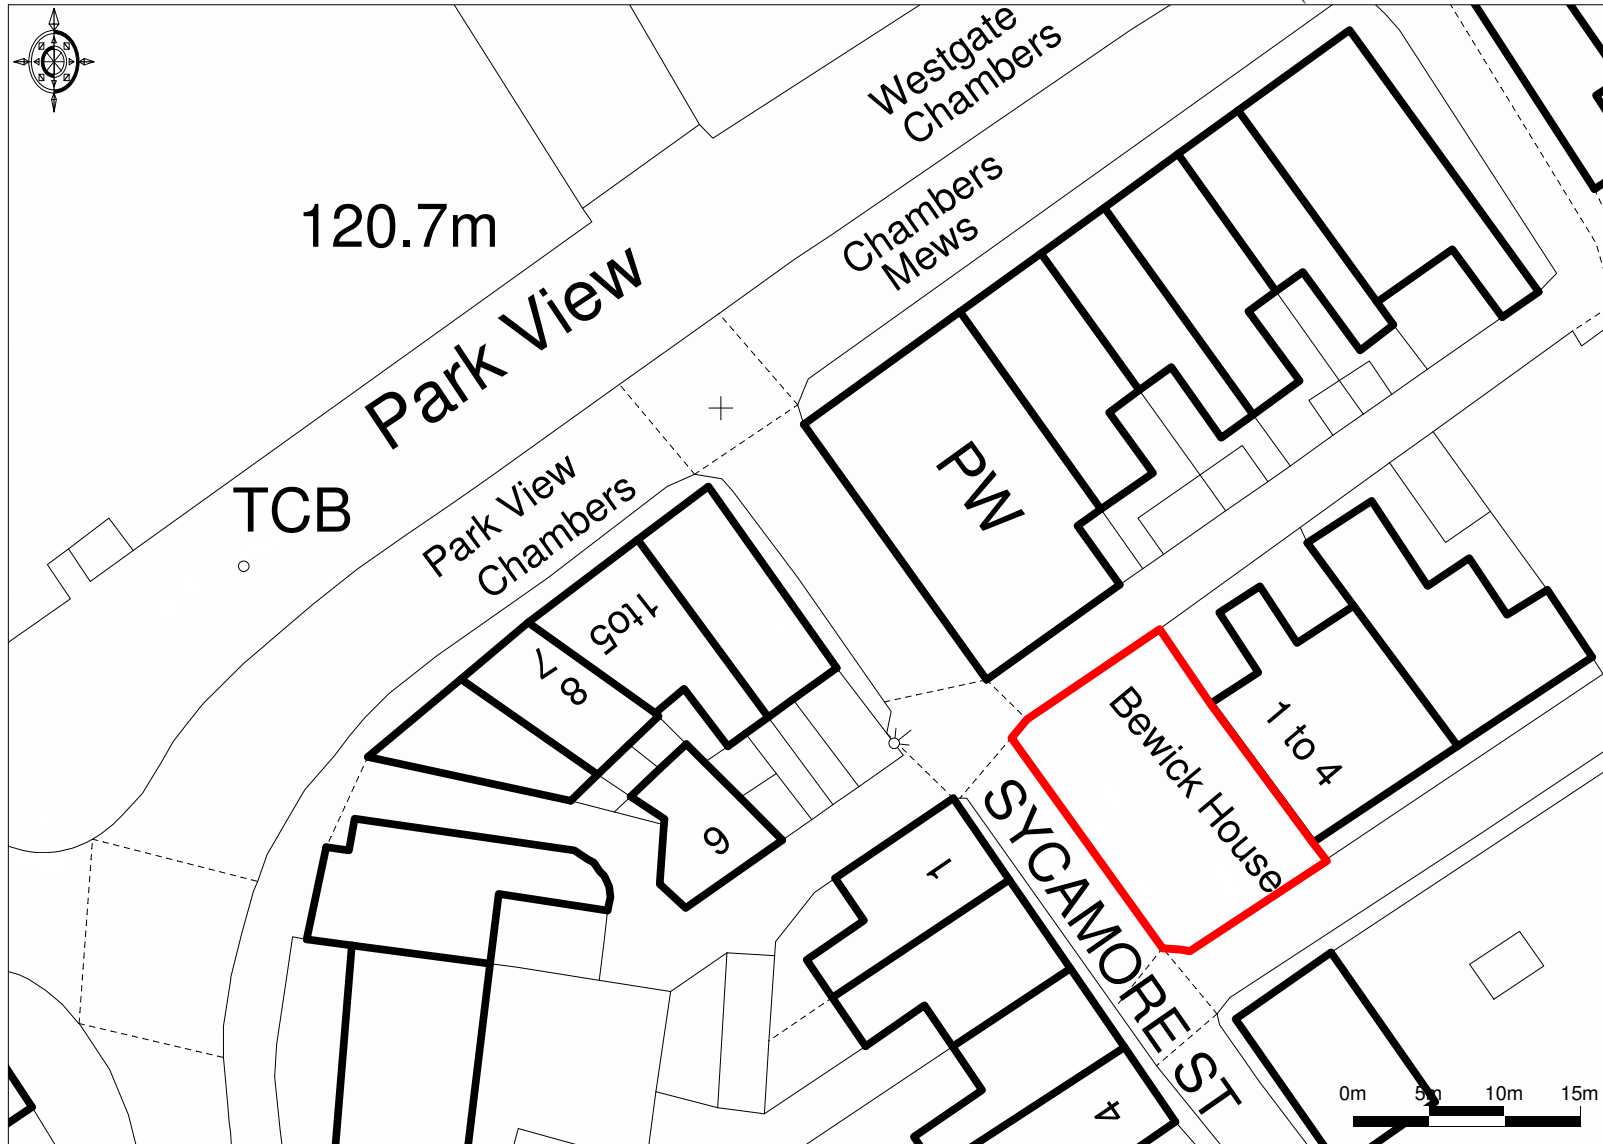 Westgate
Chambers
Chambers
Mews
120.7m
Park View
TCB
Park View
Chambers
PW
1to5
7
8
6
Bewick House
1 to 4
SYCAMORE ST
1
4
0m 5m 10m 15m